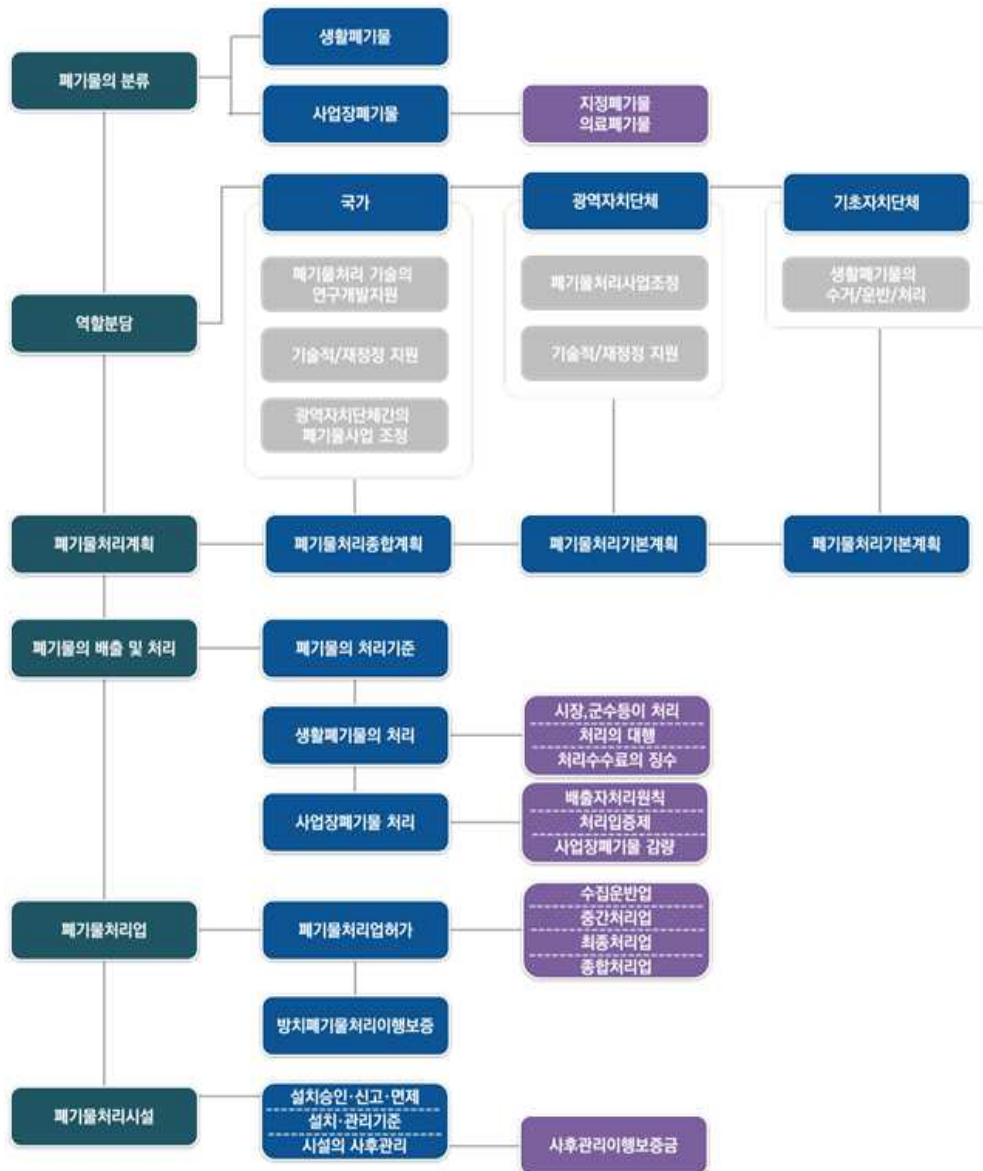 생활폐기물
폐기물의 분류
사업장폐기물
지정폐기물
의료폐기물
국가
광역자치단체
기초자치단체
폐기물처리 기술의
연구개발지원
폐기물처리사업조정
생활폐기물의
수거/운반/처리
역할분담
기술적/재정정 지원
기술적/재정정 지원
광역자치단체간의
폐기물사업 조정
폐기물처리계획
폐기물처리종합계획
폐기물처리기본계획
폐기물처리기본계획
폐기물의 배출 및 처리
폐기물의 처리기준
생활폐기물의 처리
시장,군수등이 처리
처리의 대행
처리수수료의 징수
사업장폐기물 처리
배출자처리원칙
처리입증제
사업장폐기물 감량
폐기물처리업
폐기물처리업허가
수집운반업
중간처리업
최종처리업
종합처리업
방치폐기물처리이행보증
폐기물처리시설
설치승인·신고·면제
설치·관리기준
시설의 사후관리
사후관리이행보증금